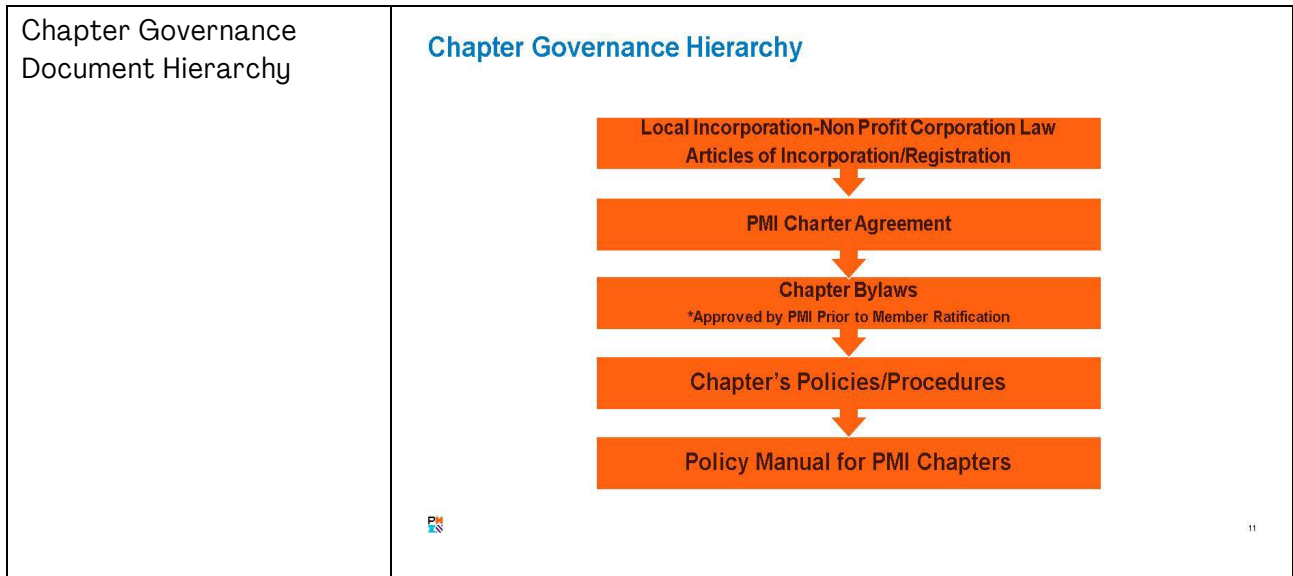 Chapter Governance
Document Hierarchy
Chapter Governance Hierarchy
Local Incorporation-Non Profit Corporation Law
Articles of Incorporation/Registration
PMI Charter Agreement
Chapter Bylaws
*Approved by PMI Prior to Member Ratification
Chapter's Policies/Procedures
Policy Manual for PMI Chapters
PM
11